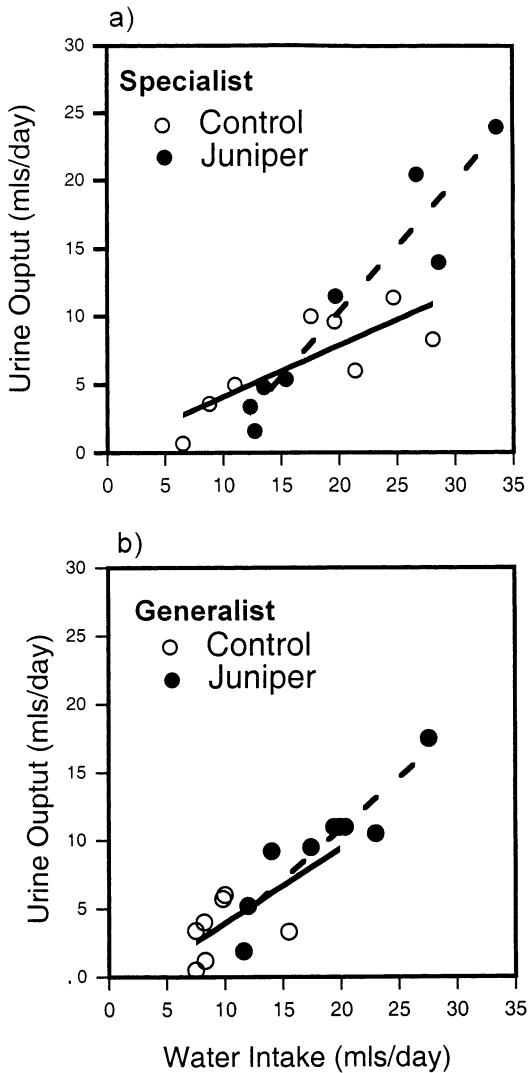 a)
30
25
20
15
10
5
0
Urine Ouptut (mls/day)
Specialist
Control
Juniper
0 5 10 15 20 25 30 35
b)
30
25
20
15
10
5
0
Urine Ouptut (mls/day)
Generalist
Control
Juniper
0 5 10 15 20 25 30 35
Water Intake (mls/day)